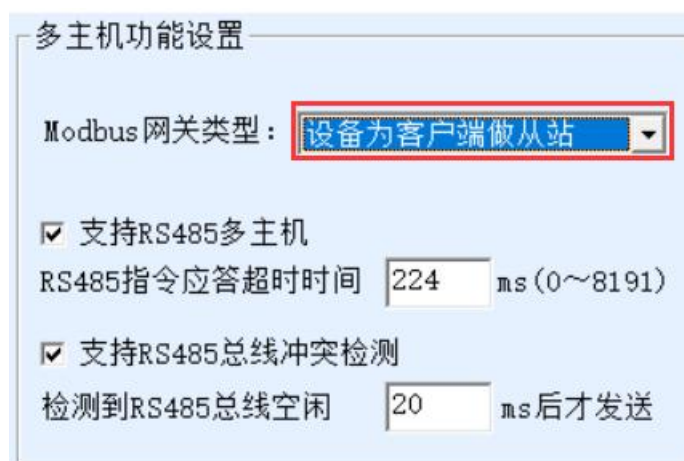 多主机功能设置
Modbus网关类型：设备为客户端做从站
支持RS485多主机
RS485指令应答超时时间 224 ms(0～8191)
支持RS485总线冲突检测
检测到RS485总线空闲 20 ms后才发送